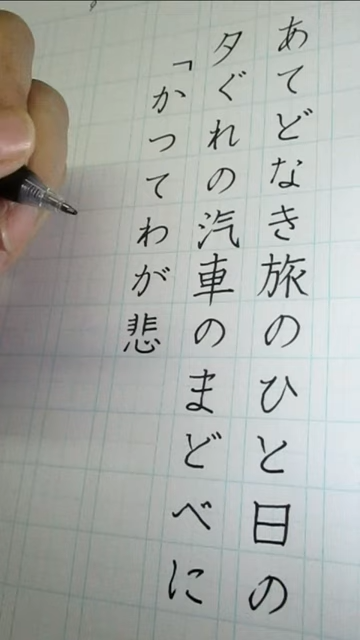 あてどなき旅のひと日の
夕ぐれの汽車のまどべに
「かつてわが悲